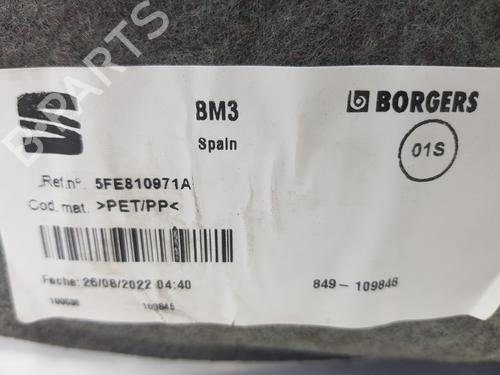 B-PARTS
BM3
BORGERS
Spain
01S
Ref.nº. 5FE810971A
Cod. mat. >PET/PP<
Fecha: 26/08/2022 04:40
849-109846
109845